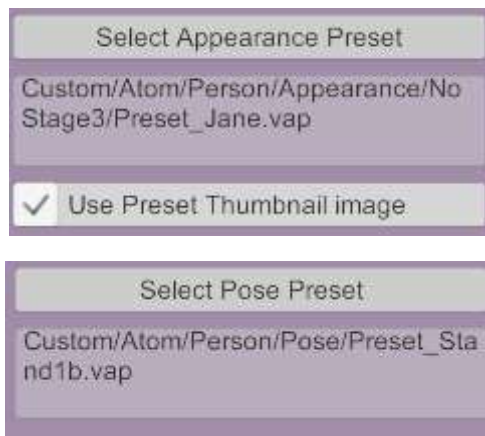 Select Appearance Preset
Custom/Atom/Person/Appearance/No
Stage3/Preset_Jane.vap
Use Preset Thumbnail image
Select Pose Preset
Custom/Atom/Person/Pose/Preset_Sta
nd1b.vap